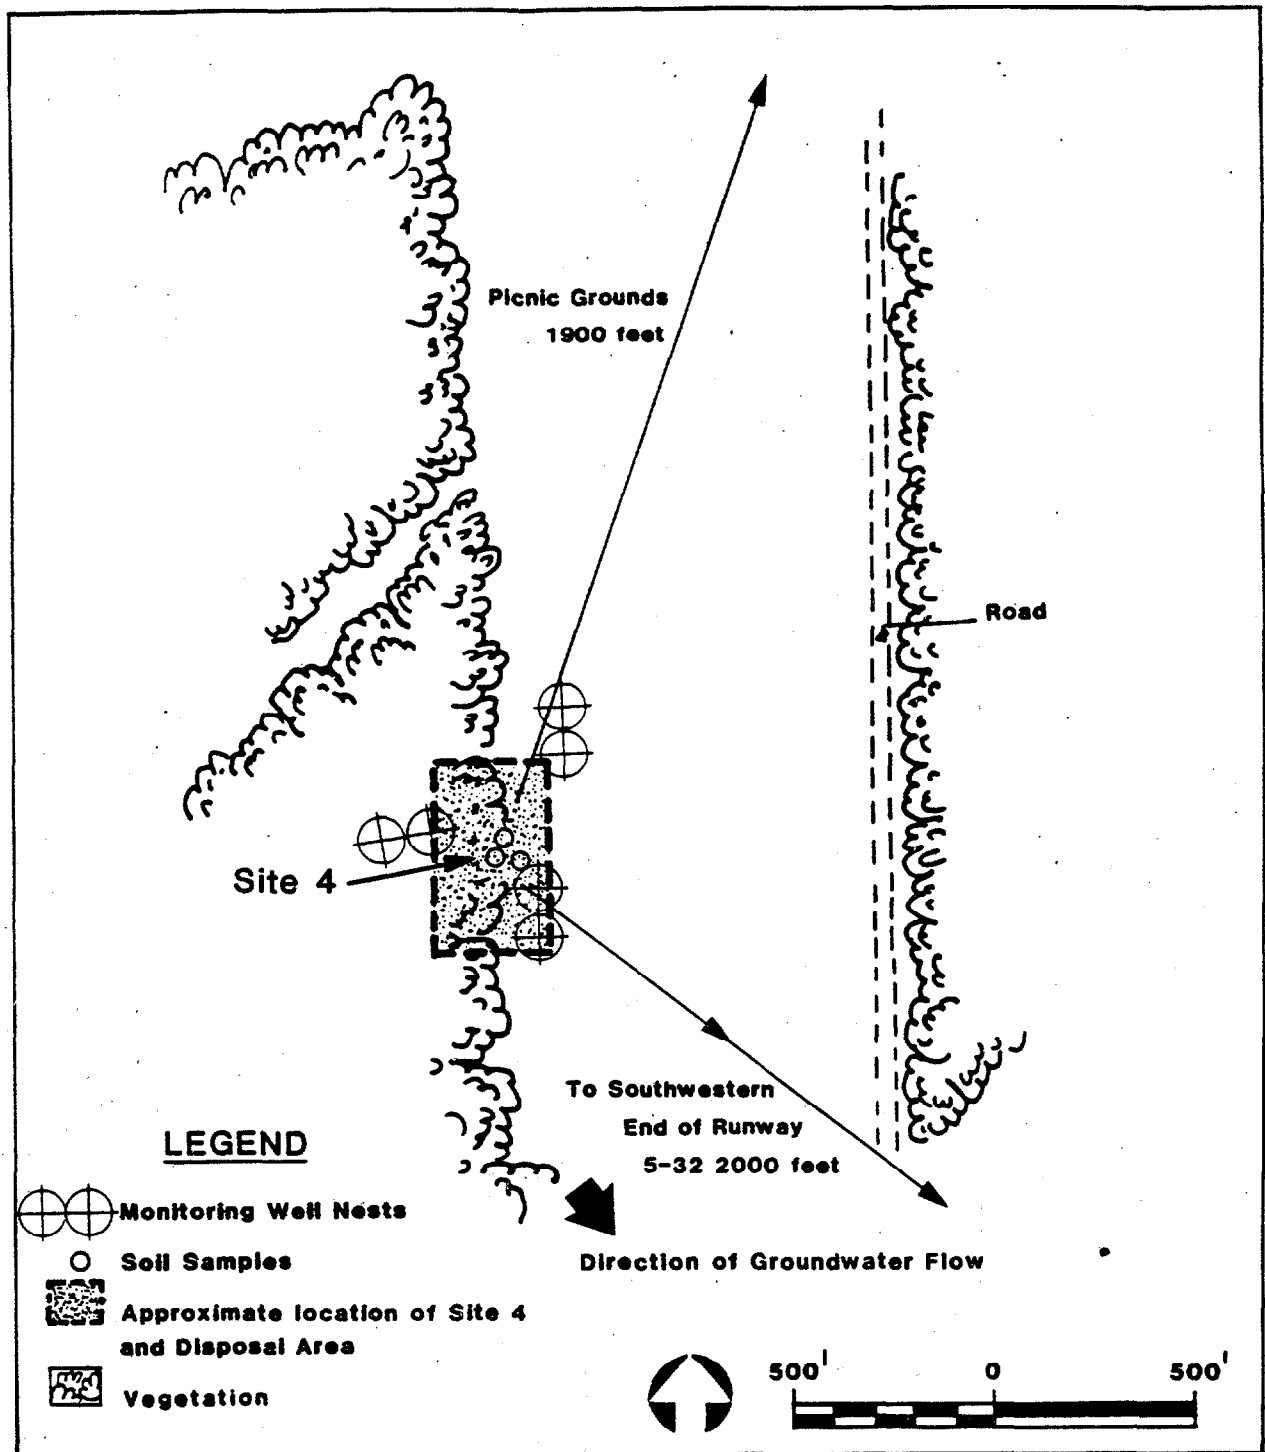 Picnic Grounds
1900 feet
Road
Site 4
To Southwestern
End of Runway
5-32 2000 feet
LEGEND
Monitoring Well Nests
Soil Samples
Approximate location of Site 4
and Disposal Area
Vegetation
Direction of Groundwater Flow
500' 0 500'